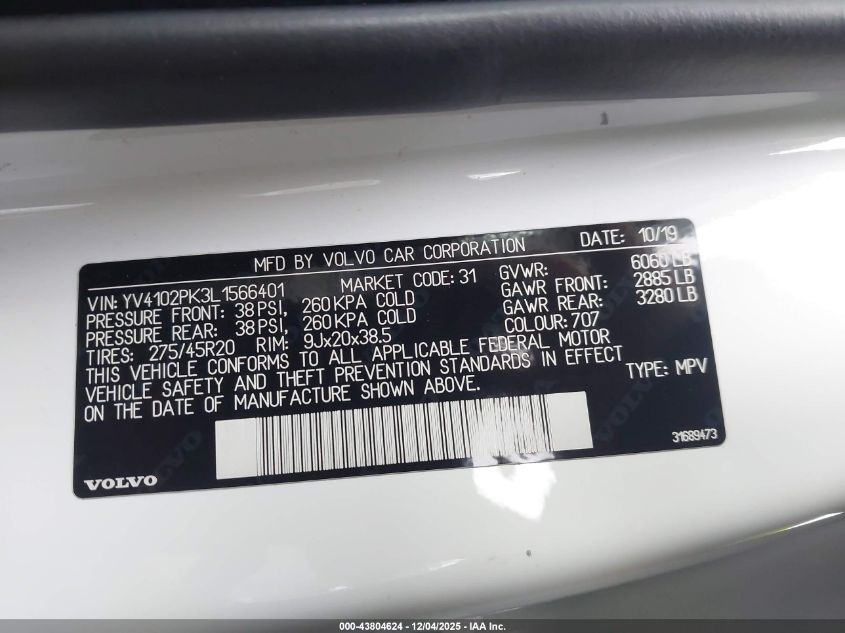 MFD BY VOLVO CAR CORPORATION DATE: 10/19
VIN: YV4102PK3L1566401 MARKET CODE: 31 GVWR: 6060 LB
PRESSURE FRONT: 38 PSI, 260 KPA COLD GAWR FRONT: 2885 LB
PRESSURE REAR: 38 PSI, 260 KPA COLD GAWR REAR: 3280 LB
TIRES: 275/45R20 RIM: 9Jx20x38.5 COLOUR: 707
THIS VEHICLE CONFORMS TO ALL APPLICABLE FEDERAL MOTOR
VEHICLE SAFETY AND THEFT PREVENTION STANDARDS IN EFFECT
ON THE DATE OF MANUFACTURE SHOWN ABOVE. TYPE: MPV
31689473
VOLVO
000-43804624 - 12/04/2025 - IAA Inc.